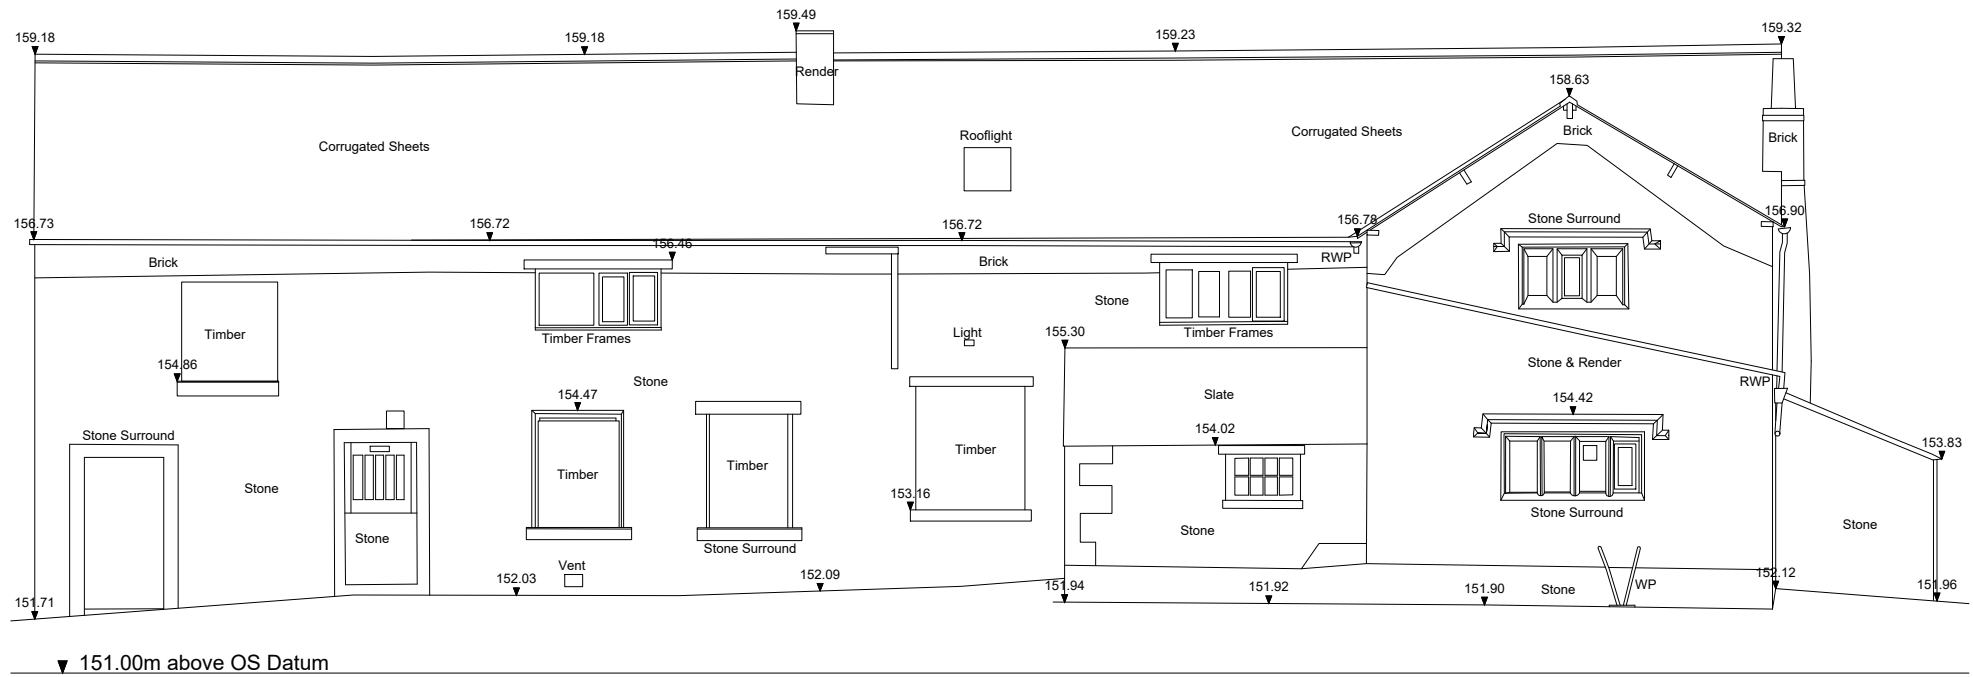 159.49
159.18
159.18
159.23
159.32
Render
158.63
Corrugated Sheets
Rooflight
Corrugated Sheets
Brick
Brick
156.73
156.72
156.72
156.78
Stone Surround
156.90
156.46
Brick
Brick
RWP
Stone
Timber
Timber Frames
Light
155.30
Timber Frames
154.86
Stone
Stone & Render
RWP
Slate
154.47
154.42
Stone Surround
154.02
153.83
Stone
Timber
Timber
Timber
153.16
Stone
Stone
Stone Surround
Stone Surround
Stone
Vent
152.03
152.09
151.94
151.92
151.90
Stone
WP
152.12
151.96
151.71
151.00m above OS Datum